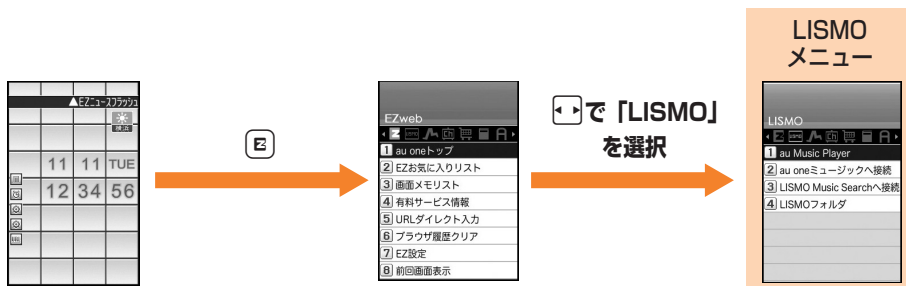 ▲EZニュースフラッシュ
横浜
11 11 TUE
12 34 56
E
EZweb
1 au oneトップ
2 EZお気に入りリスト
3 画面メモリスト
4 有料サービス情報
5 URLダイレクト入力
6 ブラウザ履歴クリア
7 EZ設定
8 前回画面表示
で「LISMO」
を選択
LISMO
メニュー
LISMO
1 au Music Player
2 au oneミュージックへ接続
3 LISMO Music Searchへ接続
4 LISMOフォルダ